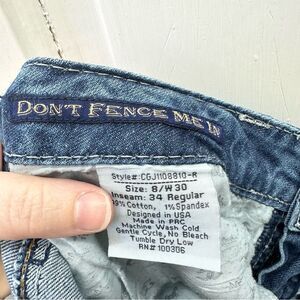 DON'T FENCE ME IN
Style#: CGJ1108810-R
Size: 8/W 30
Inseam: 34 Regular
99% Cotton, 1% Spandex
Designed in USA
Made in PRC
Machine Wash Cold
Gentle Cycle, No Bleach
Tumble Dry Low
RN# 100306